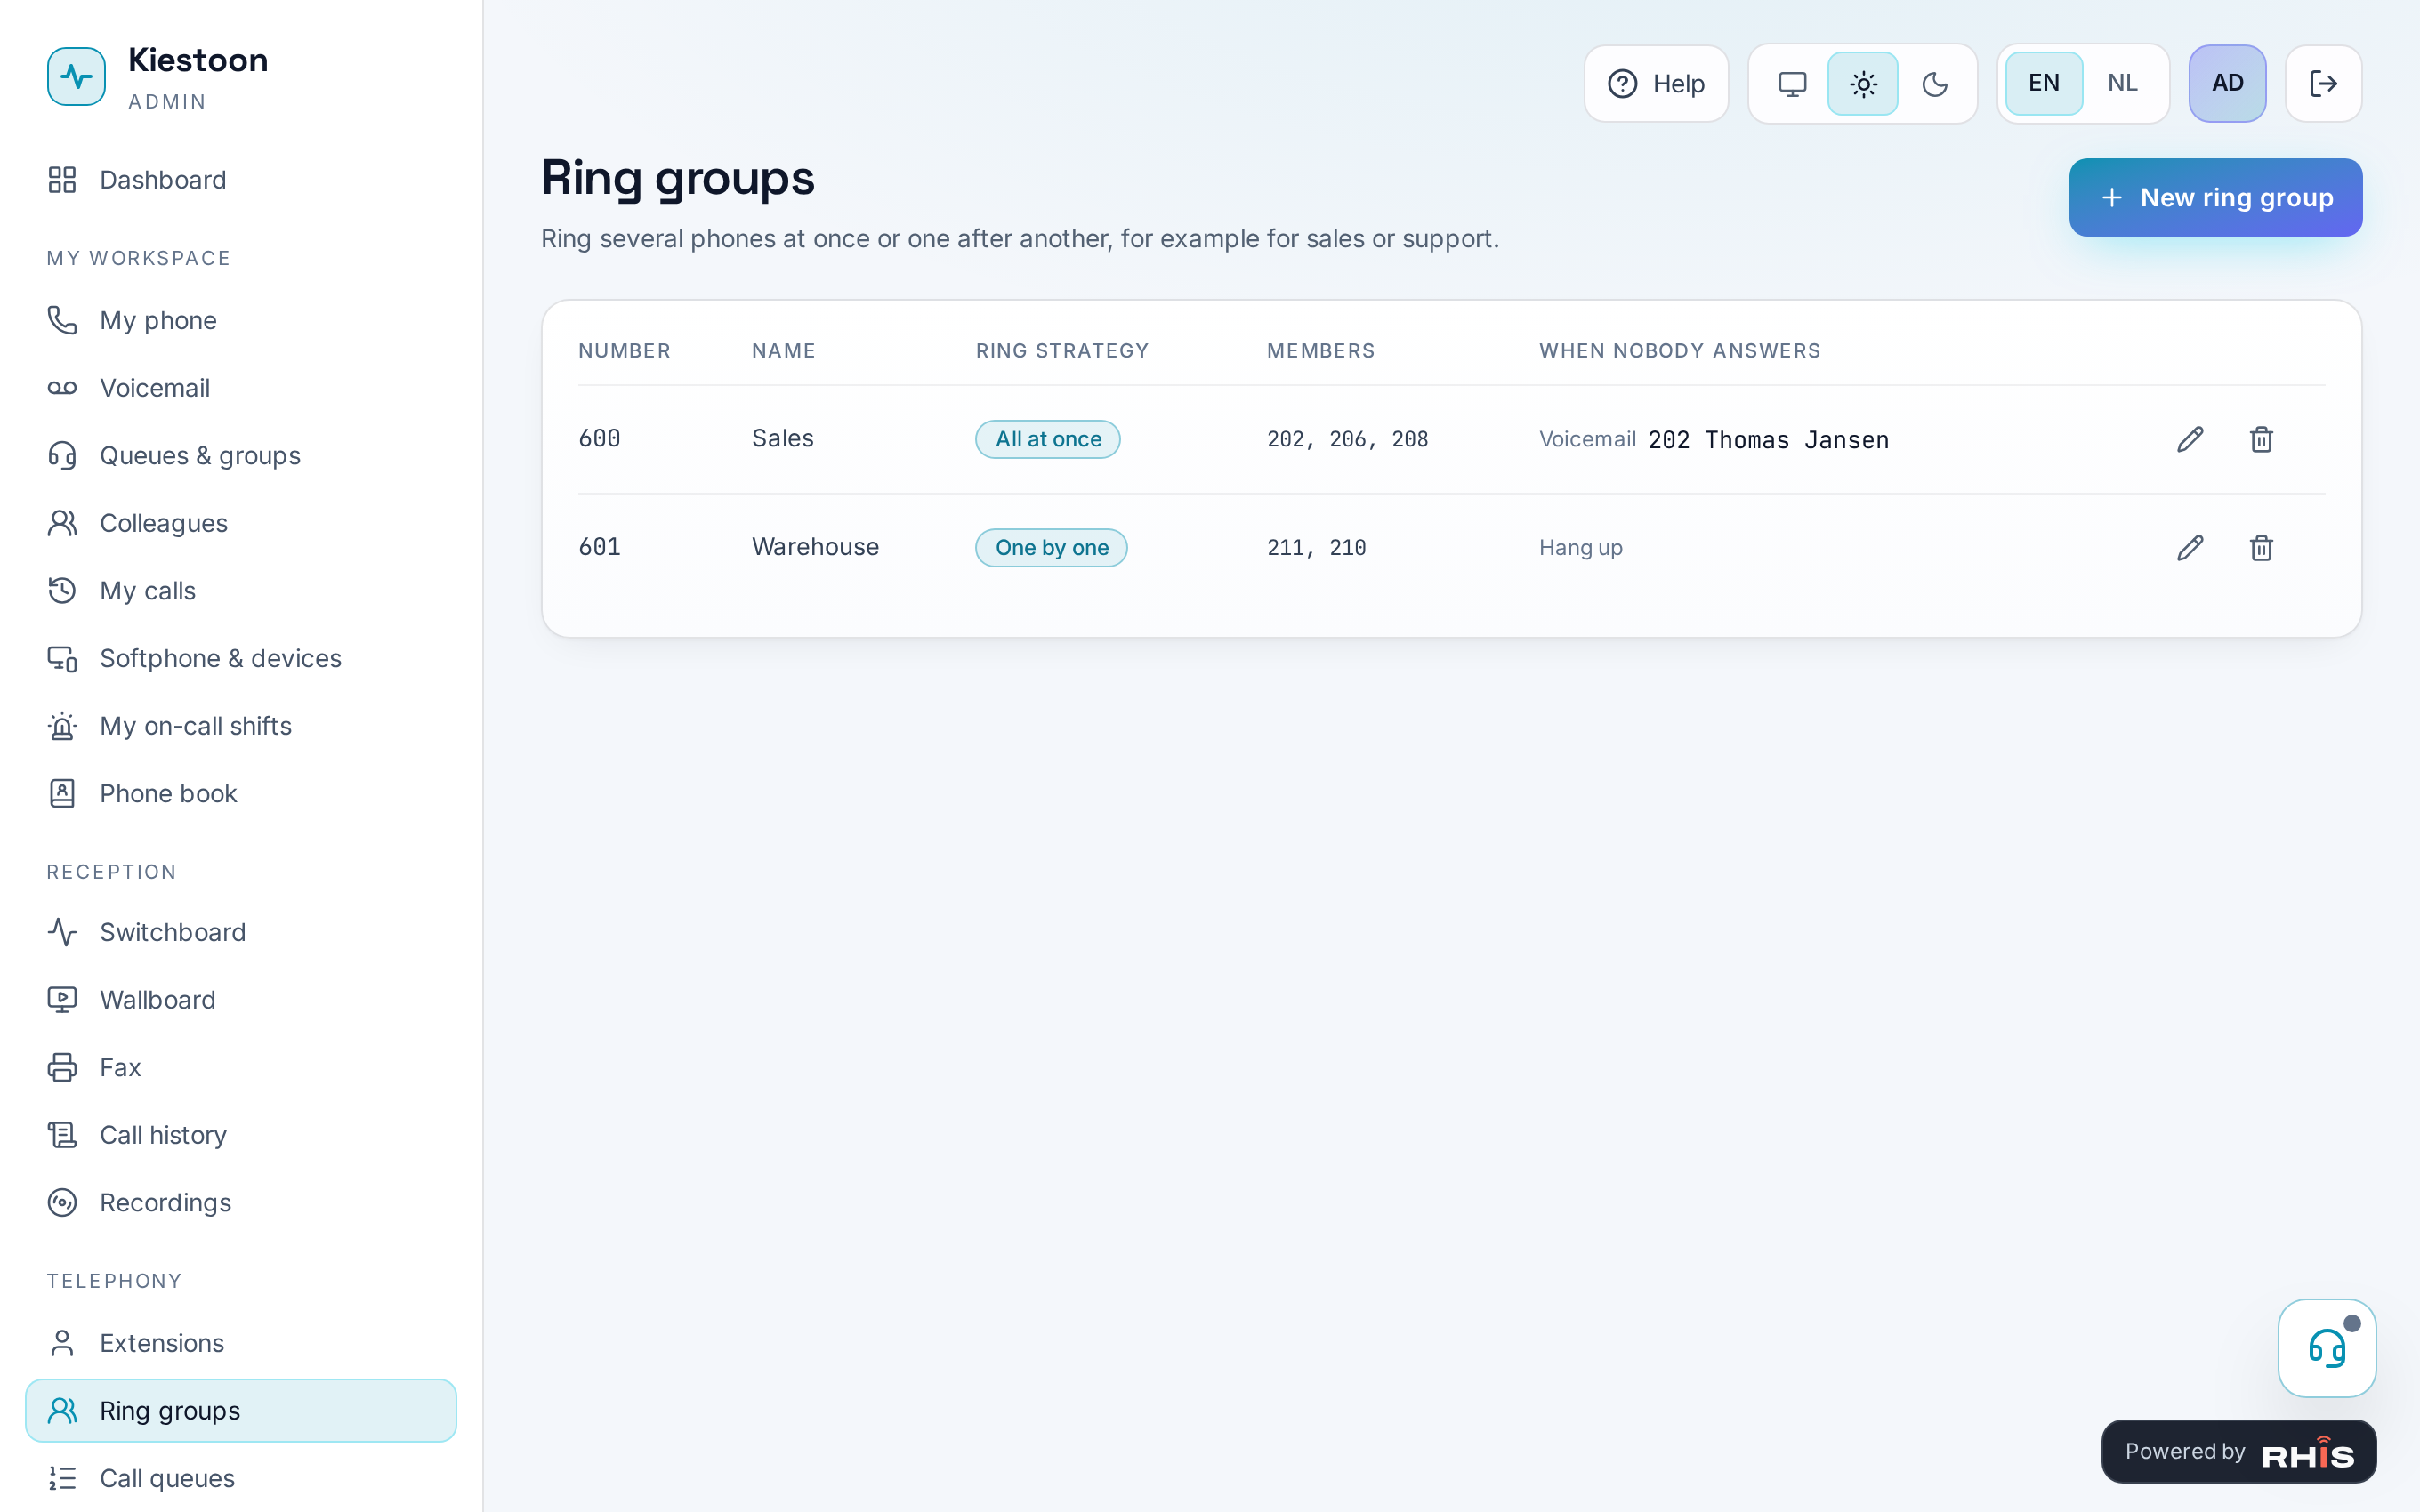 Kiestoon
ADMIN
Dashboard
MY WORKSPACE
My phone
Voicemail
Queues & groups
Colleagues
My calls
Softphone & devices
My on-call shifts
Phone book
RECEPTION
Switchboard
Wallboard
Fax
Call history
Recordings
TELEPHONY
Extensions
Ring groups
Call queues
Help EN NL AD
Ring groups
Ring several phones at once or one after another, for example for sales or support.
New ring group
NUMBER NAME RING STRATEGY MEMBERS WHEN NOBODY ANSWERS
600 Sales All at once 202, 206, 208 Voicemail 202 Thomas Jansen
601 Warehouse One by one 211, 210 Hang up
Powered by RHIS